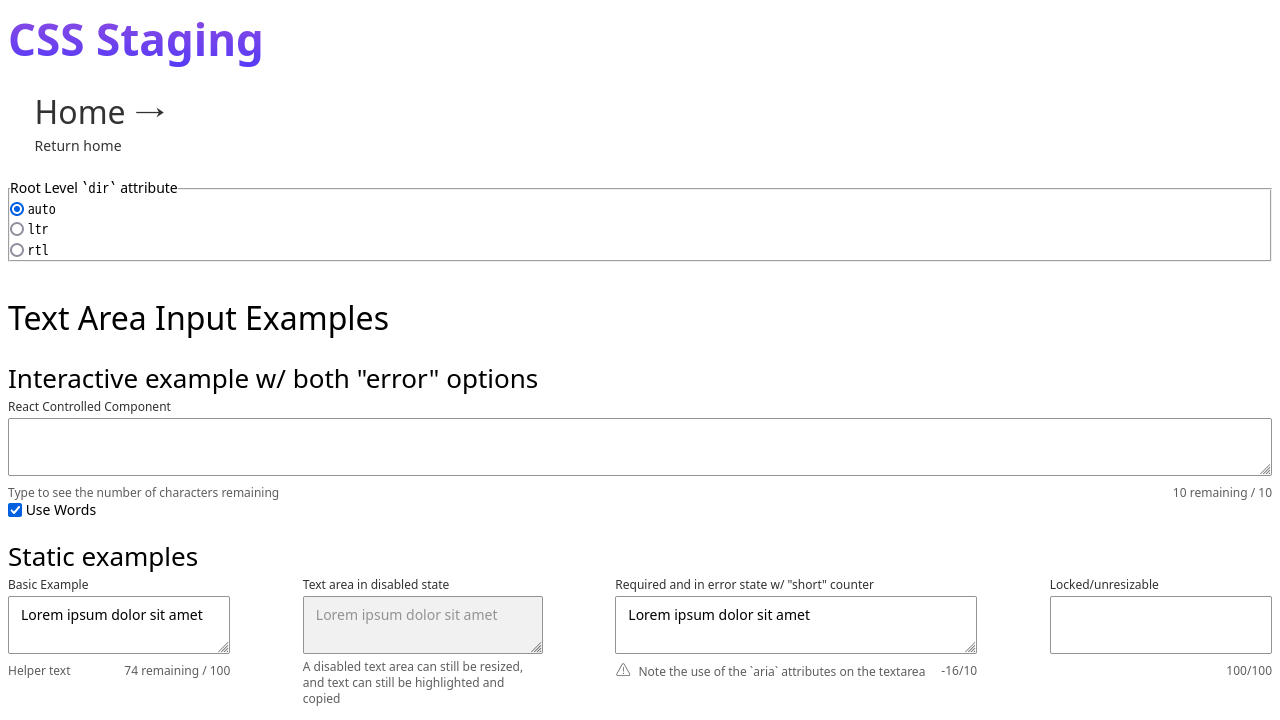 CSS Staging
Home →
Return home
Root Level `dir` attribute
auto
ltr
rtl
Text Area Input Examples
Interactive example w/ both "error" options
React Controlled Component
Type to see the number of characters remaining
10 remaining / 10
Use Words
Static examples
Basic Example
Lorem ipsum dolor sit amet
Helper text
74 remaining / 100
Text area in disabled state
Lorem ipsum dolor sit amet
A disabled text area can still be resized,
and text can still be highlighted and
copied
Required and in error state w/ "short" counter
Lorem ipsum dolor sit amet
Note the use of the `aria` attributes on the textarea
-16/10
Locked/unresizable
100/100